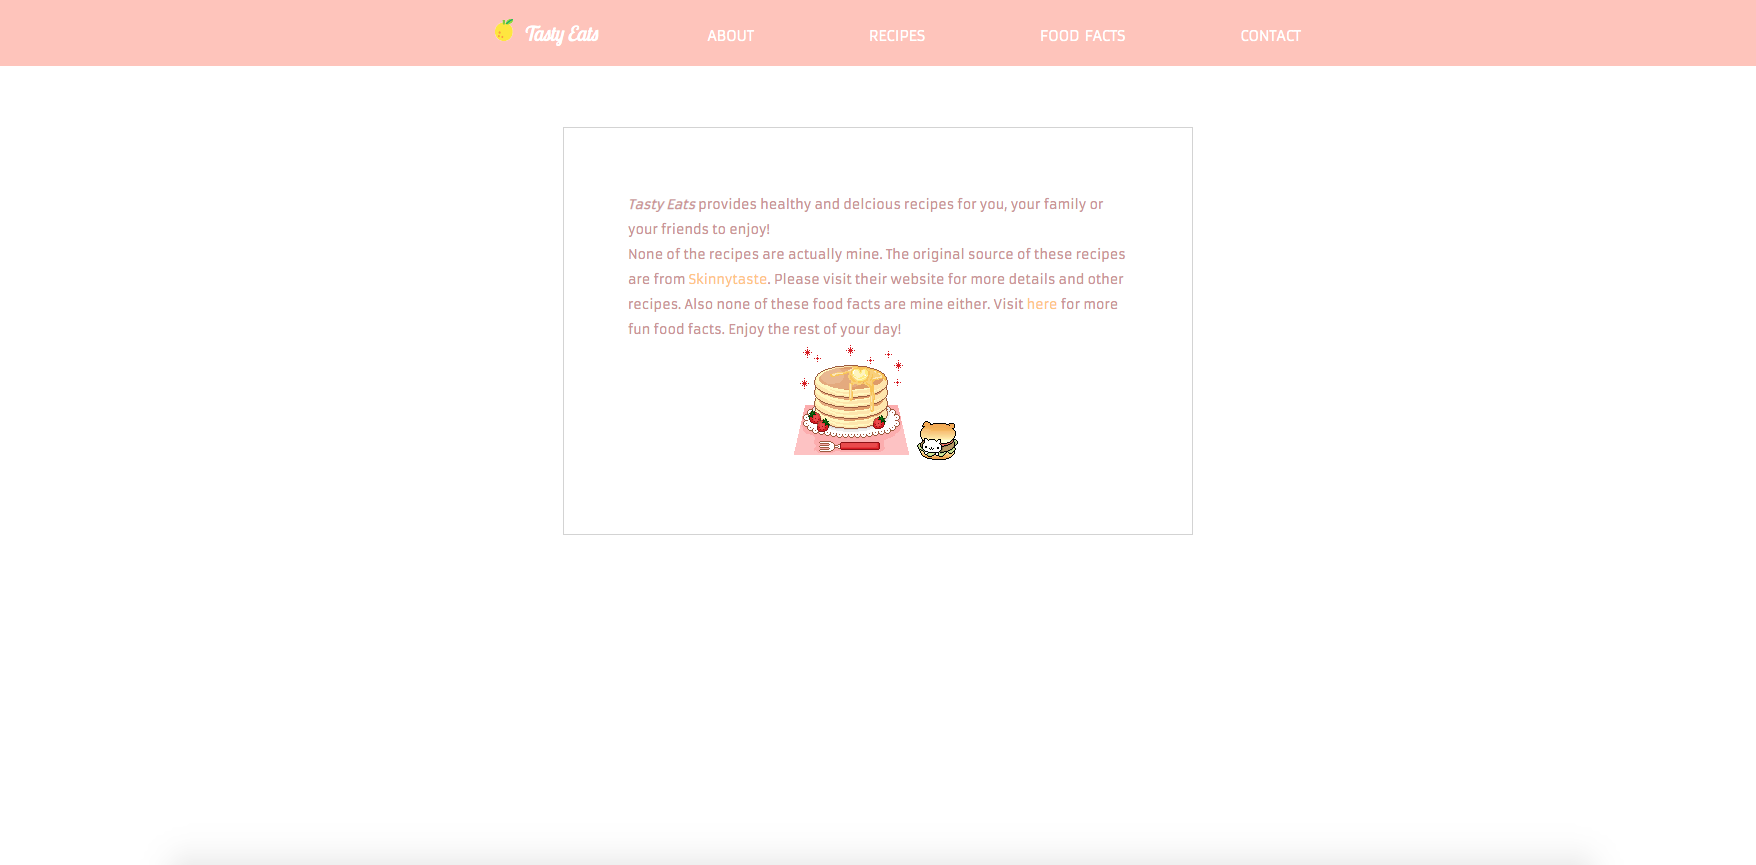 Tasty Eats ABOUT RECIPES FOOD FACTS CONTACT
Tasty Eats provides healthy and delcious recipes for you, your family or
your friends to enjoy!
None of the recipes are actually mine. The original source of these recipes
are from Skinnytaste. Please visit their website for more details and other
recipes. Also none of these food facts are mine either. Visit here for more
fun food facts. Enjoy the rest of your day!